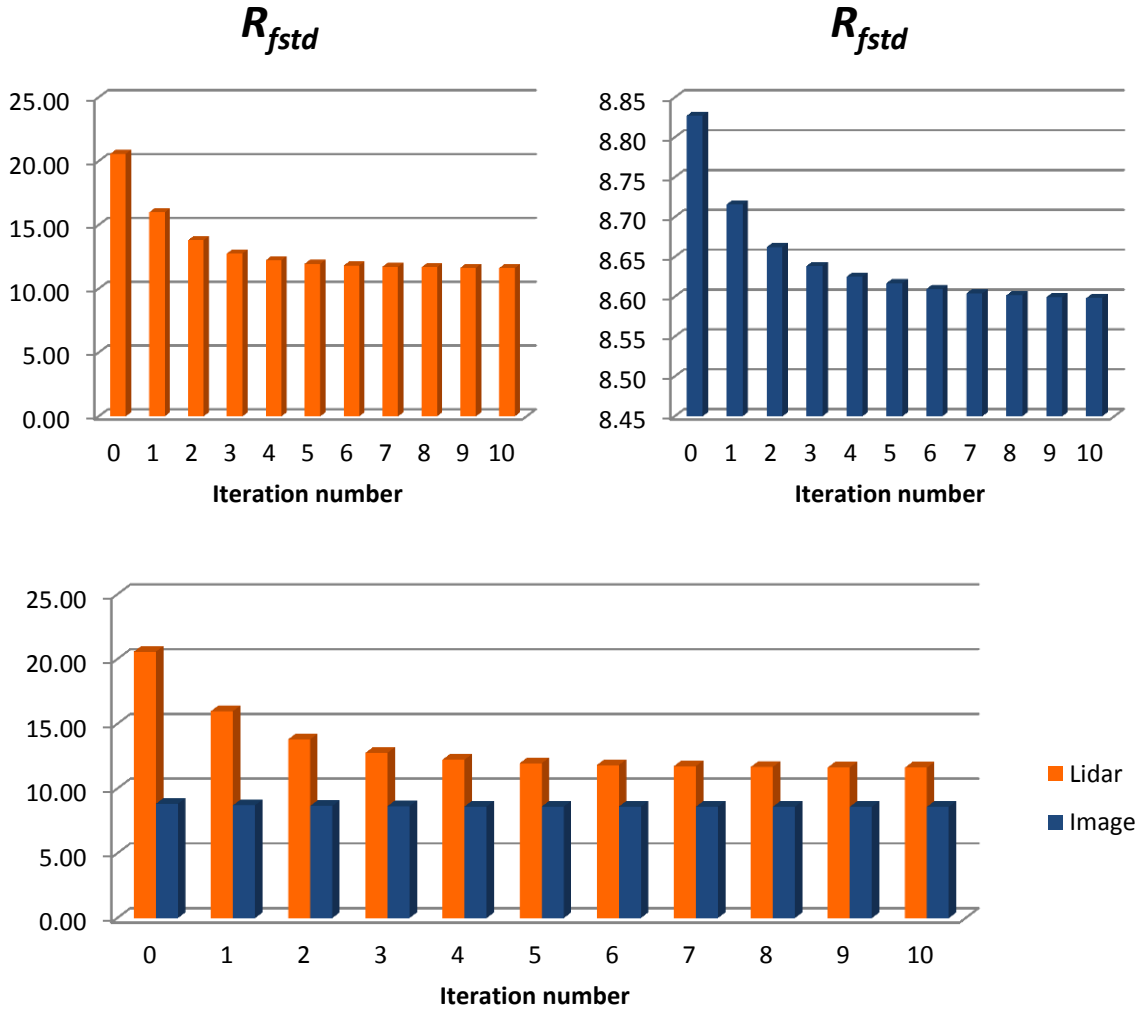 R_fstd
R_fstd
25.00
20.00
15.00
10.00
5.00
0.00
0 1 2 3 4 5 6 7 8 9 10
Iteration number
8.85
8.80
8.75
8.70
8.65
8.60
8.55
8.50
8.45
0 1 2 3 4 5 6 7 8 9 10
Iteration number
25.00
20.00
15.00
10.00
5.00
0.00
0 1 2 3 4 5 6 7 8 9 10
Iteration number
Lidar
Image